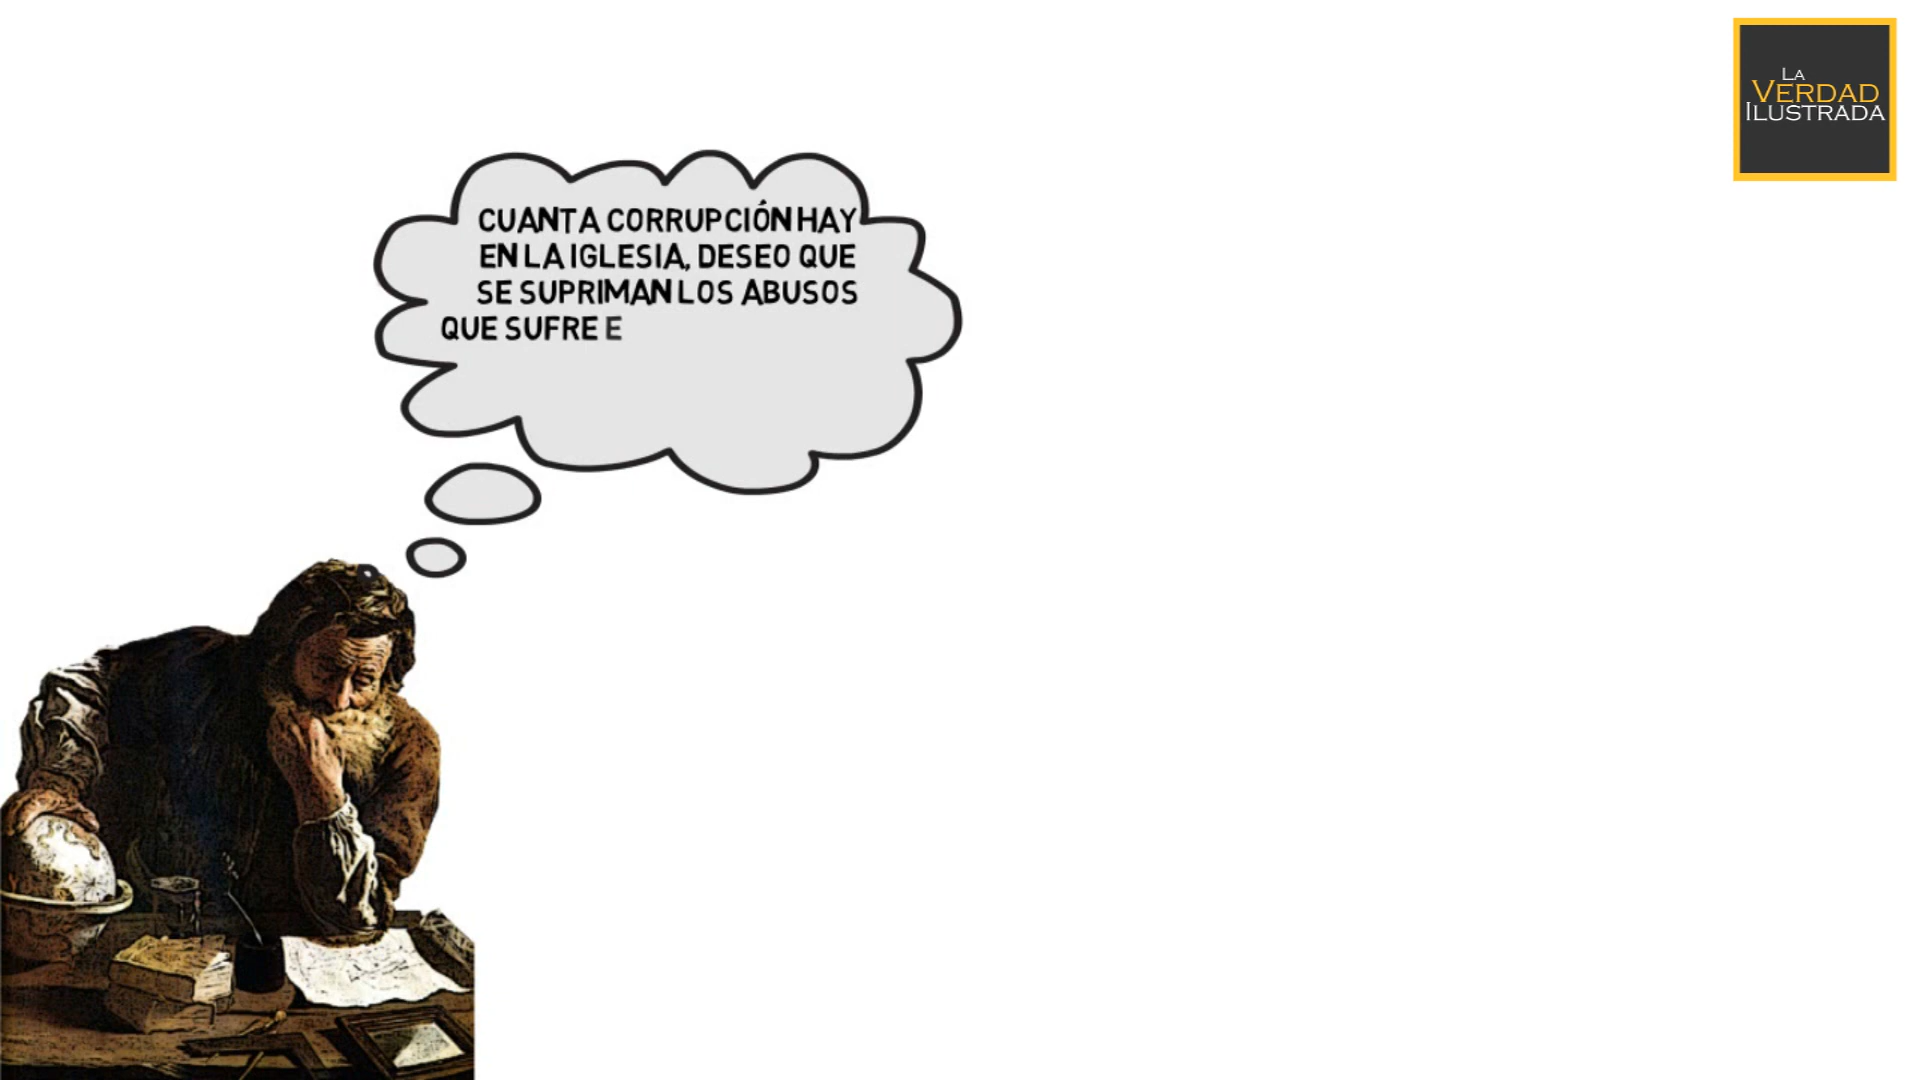 LA
VERDAD
ILUSTRADA
CUANTA CORRUPCIÓN HAY
EN LA IGLESIA, DESEO QUE
SE SUPRIMAN LOS ABUSOS
QUE SUFRE E